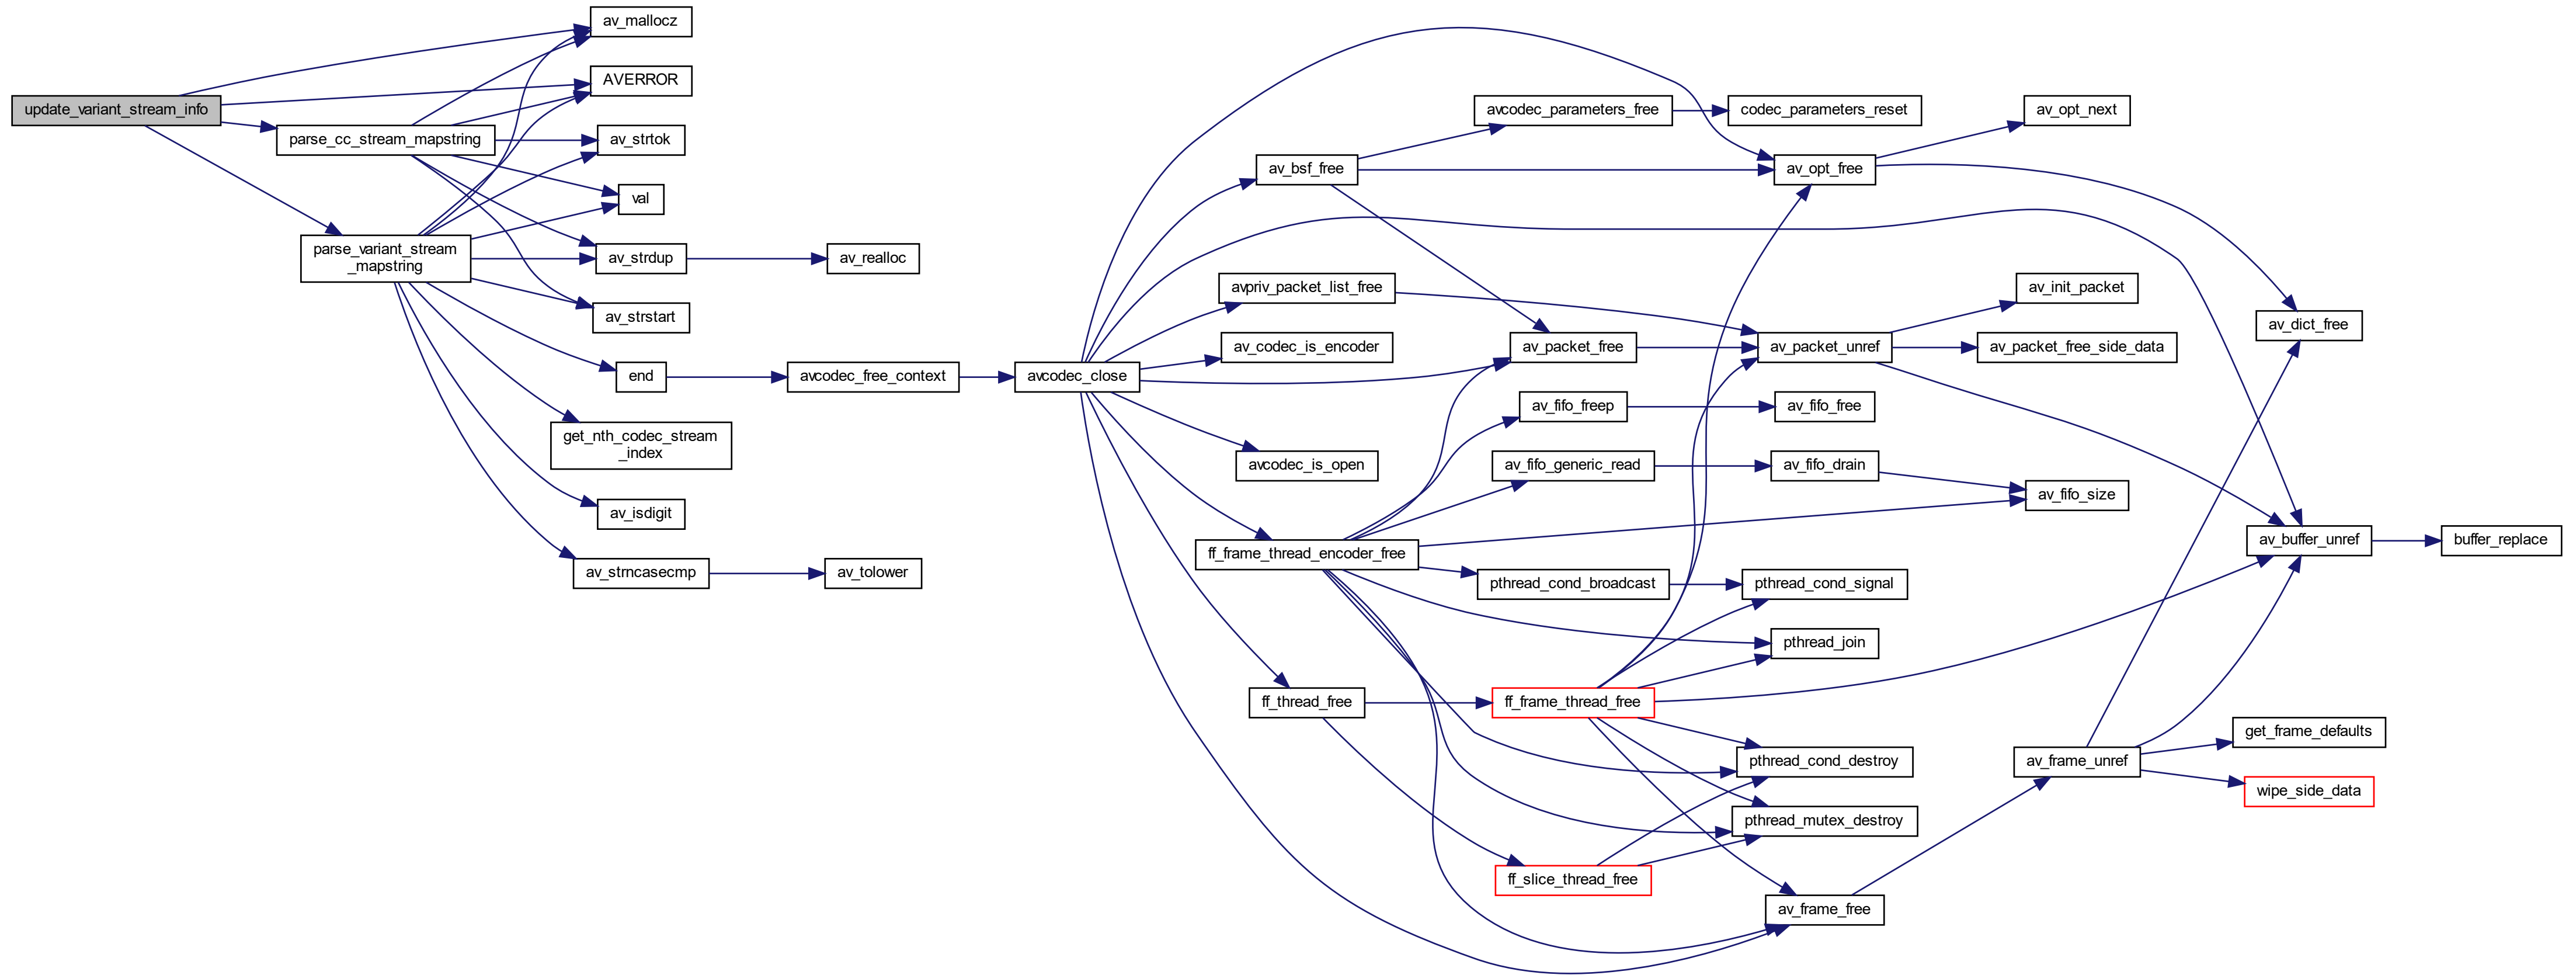 update_variant_stream_info
av_mallocz
AVERROR
parse_cc_stream_mapstring
av_strtok
val
parse_variant_stream
_mapstring
av_strdup
av_realloc
av_strstart
end
avcodec_free_context
avcodec_close
get_nth_codec_stream
_index
av_isdigit
av_strncasecmp
av_tolower
avcodec_parameters_free
codec_parameters_reset
av_opt_next
av_bsf_free
av_opt_free
avpriv_packet_list_free
av_init_packet
av_dict_free
av_codec_is_encoder
av_packet_free
av_packet_unref
av_packet_free_side_data
av_fifo_freep
av_fifo_free
avcodec_is_open
av_fifo_generic_read
av_fifo_drain
av_fifo_size
ff_frame_thread_encoder_free
av_buffer_unref
buffer_replace
pthread_cond_broadcast
pthread_cond_signal
pthread_join
ff_thread_free
ff_frame_thread_free
get_frame_defaults
pthread_cond_destroy
av_frame_unref
wipe_side_data
pthread_mutex_destroy
ff_slice_thread_free
av_frame_free